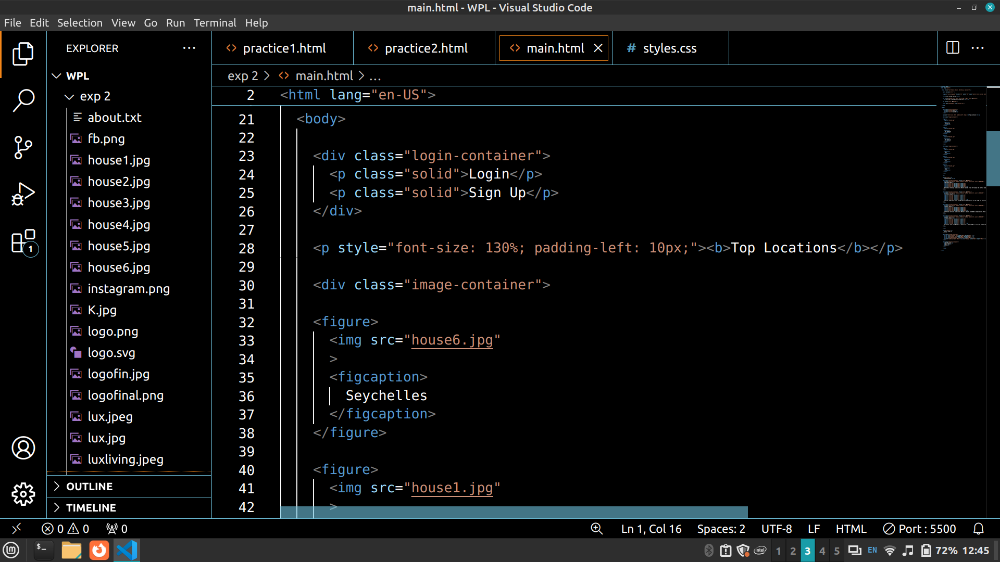 main.html - WPL - Visual Studio Code
File Edit Selection View Go Run Terminal Help
EXPLORER
practice1.html
practice2.html
main.html
# styles.css
exp 2 > main.html > ...
WPL
exp 2
about.txt
fb.png
house1.jpg
house2.jpg
house3.jpg
house4.jpg
house5.jpg
house6.jpg
instagram.png
K.jpg
logo.png
logo.svg
logofin.jpg
logofinal.png
lux.jpeg
lux.jpg
luxliving.jpeg
OUTLINE
TIMELINE
1
2 <html lang="en-US">
21 <body>
22
23 <div class="login-container">
24 <p class="solid">Login</p>
25 <p class="solid">Sign Up</p>
26 </div>
27
28 <p style="font-size: 130%; padding-left: 10px;"><b>Top Locations</b></p>
29
30 <div class="image-container">
31
32 <figure>
33 <img src="house6.jpg"
34 >
35 <figcaption>
36 Seychelles
37 </figcaption>
38 </figure>
39
40 <figure>
41 <img src="house1.jpg"
42 >
0 0 0 Ln 1, Col 16 Spaces: 2 UTF-8 LF HTML Port : 5500
intel 1 2 3 4 5 EN 72% 12:45